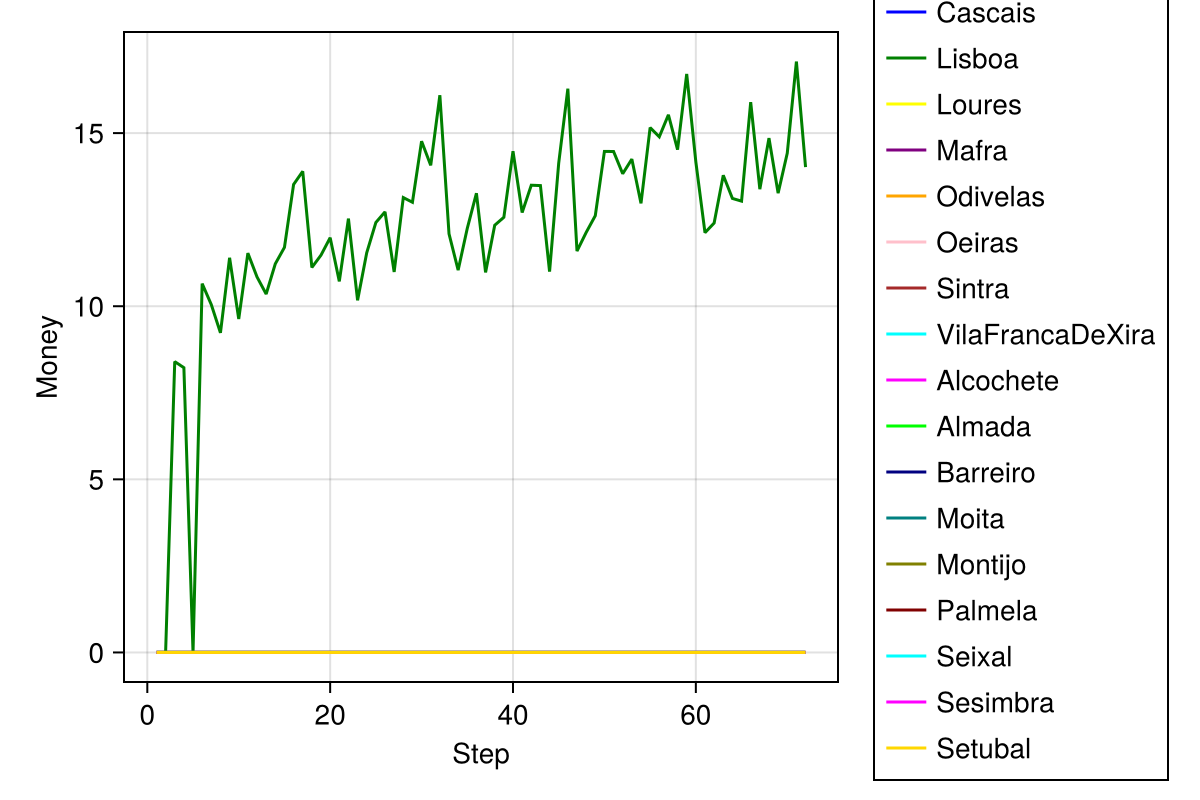 Money
15
10
5
0
0
20
40
60
Step
Cascais
Lisboa
Loures
Mafra
Odivelas
Oeiras
Sintra
VilaFrancaDeXira
Alcochete
Almada
Barreiro
Moita
Montijo
Palmela
Seixal
Sesimbra
Setubal